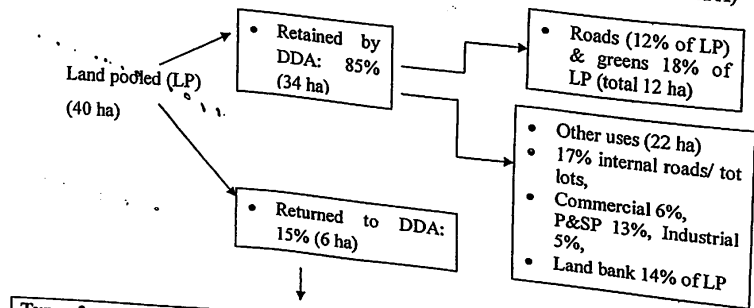 • Retained by
DDA: 85%
(34 ha)
• Roads (12% of LP)
& greens 18% of
LP (total 12 ha)
Land pooled (LP)
(40 ha)
• Other uses (22 ha)
• 17% internal roads/ tot
lots,
• Commercial 6%,
P&SP 13%, Industrial
5%,
• Land bank 14% of LP
• Returned to DDA:
15% (6 ha)